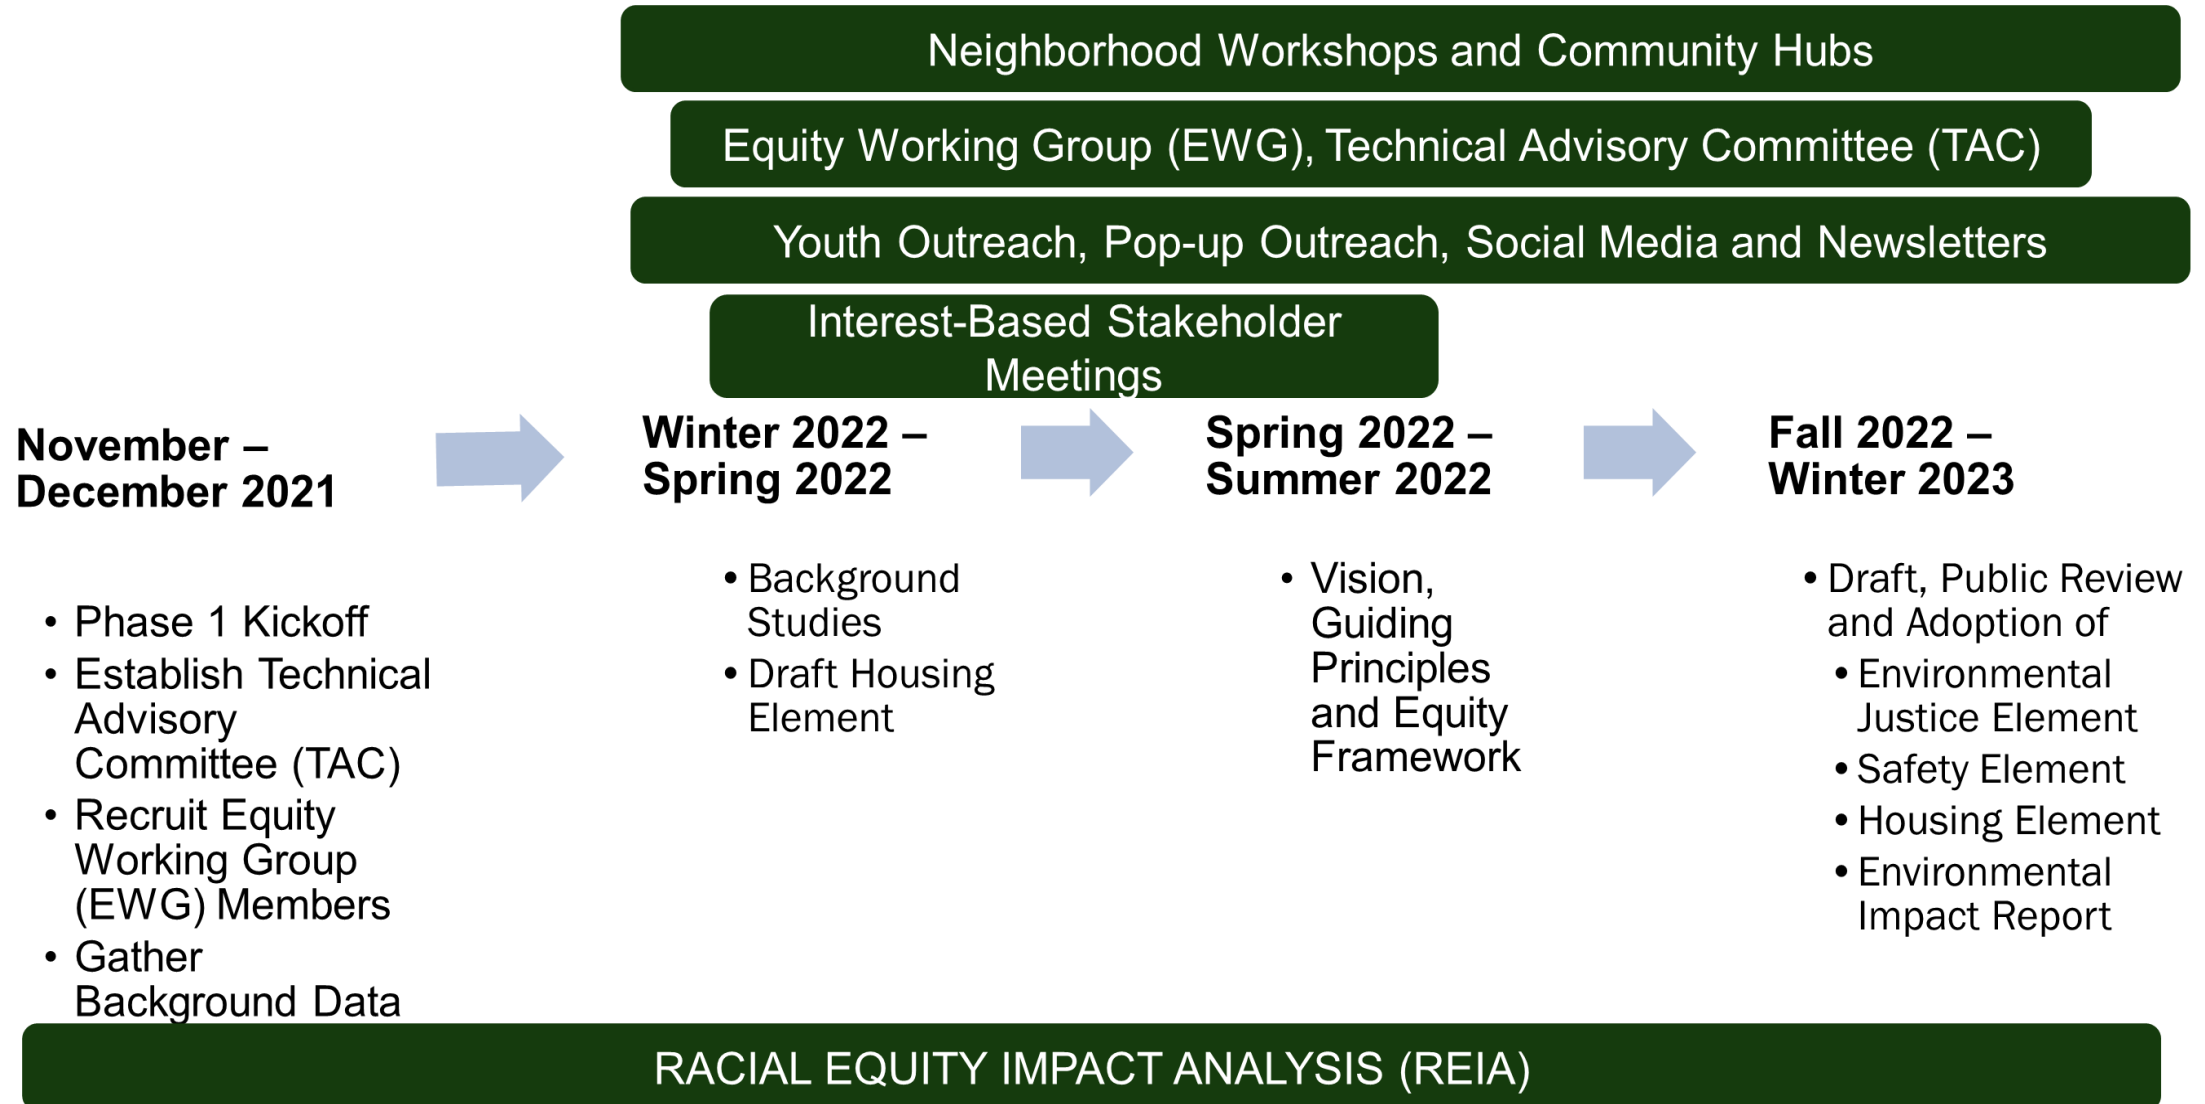 Neighborhood Workshops and Community Hubs
Equity Working Group (EWG), Technical Advisory Committee (TAC)
Youth Outreach, Pop-up Outreach, Social Media and Newsletters
Interest-Based Stakeholder
Meetings
November –
December 2021
• Phase 1 Kickoff
• Establish Technical
Advisory
Committee (TAC)
• Recruit Equity
Working Group
(EWG) Members
• Gather
Background Data
Winter 2022 –
Spring 2022
• Background
Studies
• Draft Housing
Element
Spring 2022 –
Summer 2022
• Vision,
Guiding
Principles
and Equity
Framework
Fall 2022 –
Winter 2023
• Draft, Public Review
and Adoption of
• Environmental
Justice Element
• Safety Element
• Housing Element
• Environmental
Impact Report
RACIAL EQUITY IMPACT ANALYSIS (REIA)